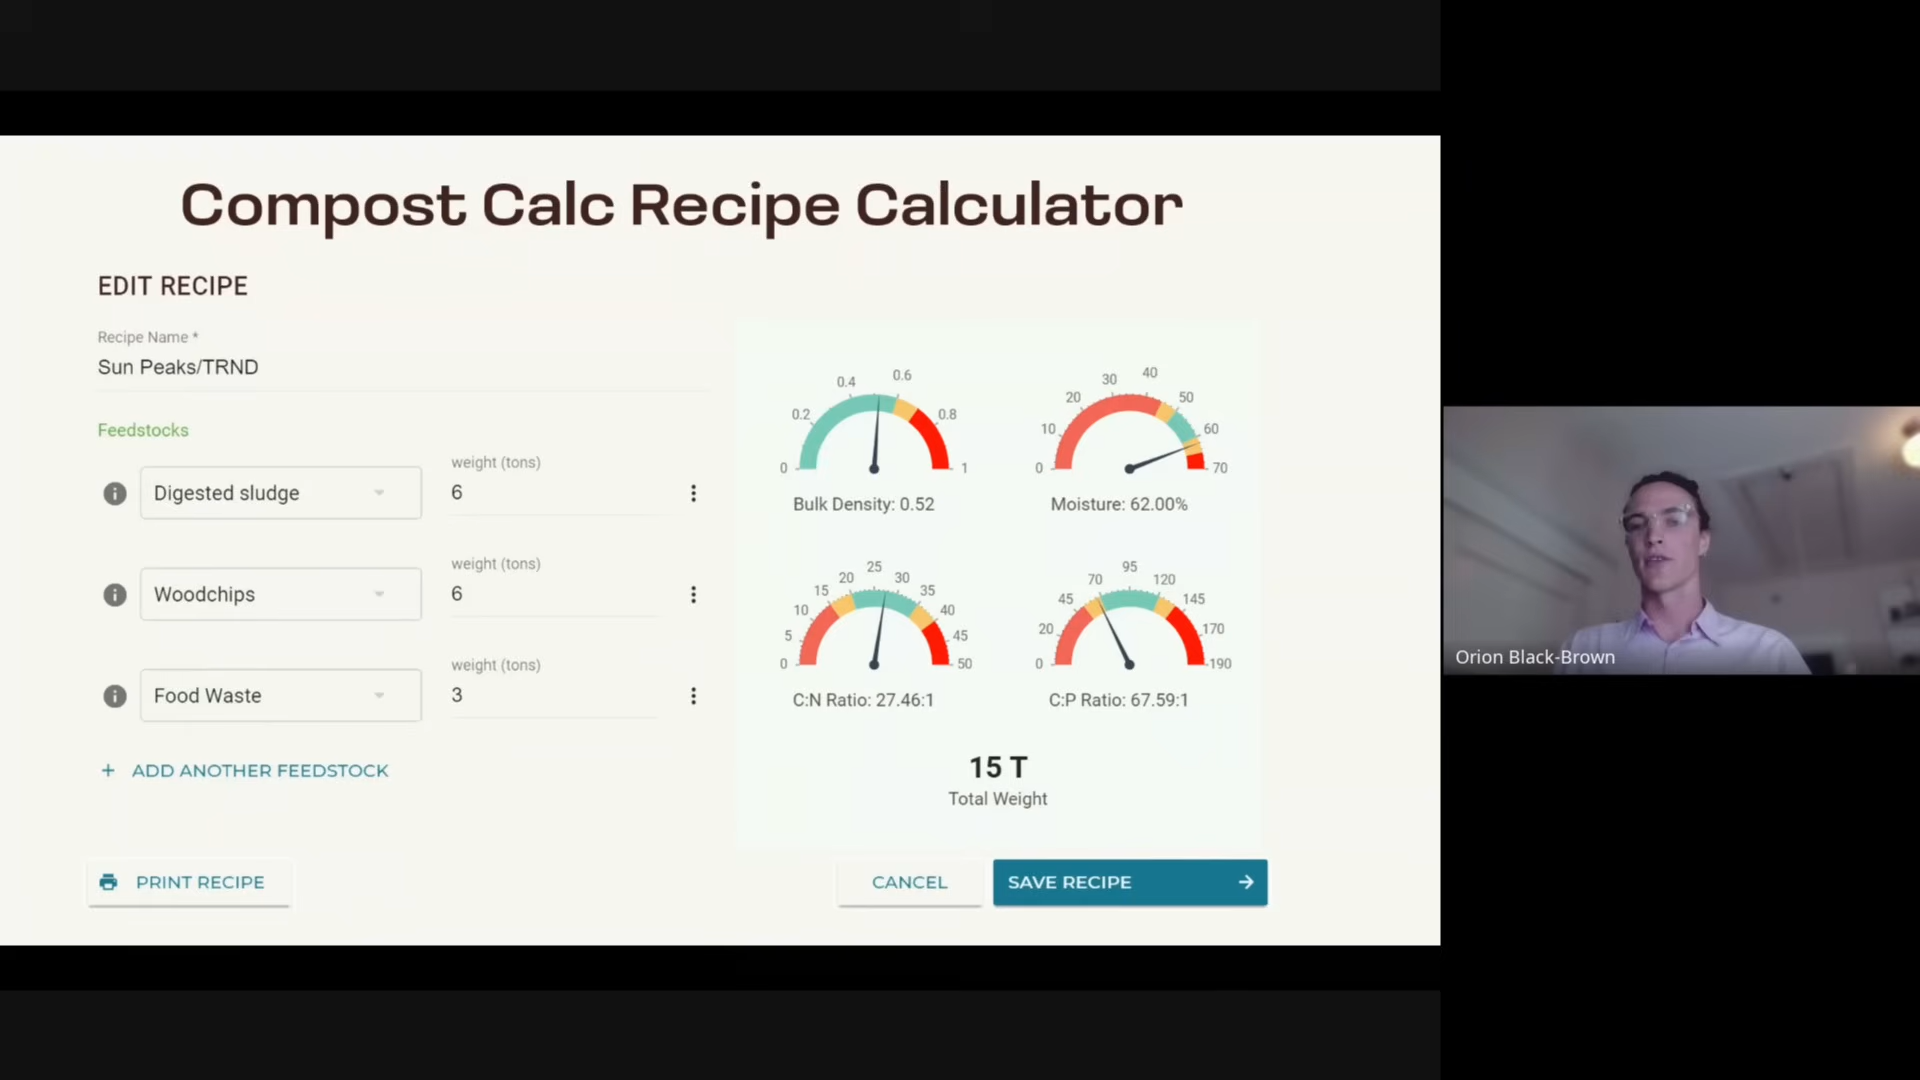 Compost Calc Recipe Calculator
EDIT RECIPE
Recipe Name *
Sun Peaks/TRND
Feedstocks
weight (tons)
Digested sludge
6
weight (tons)
Woodchips
6
weight (tons)
Food Waste
3
+ ADD ANOTHER FEEDSTOCK
0 0.2 0.4 0.6 0.8 1
Bulk Density: 0.52
0 10 20 30 40 50 60 70
Moisture: 62.00%
0 5 10 15 20 25 30 35 40 45 50
C:N Ratio: 27.46:1
0 20 45 70 95 120 145 170 190
C:P Ratio: 67.59:1
15 T
Total Weight
PRINT RECIPE
CANCEL
SAVE RECIPE
Orion Black-Brown